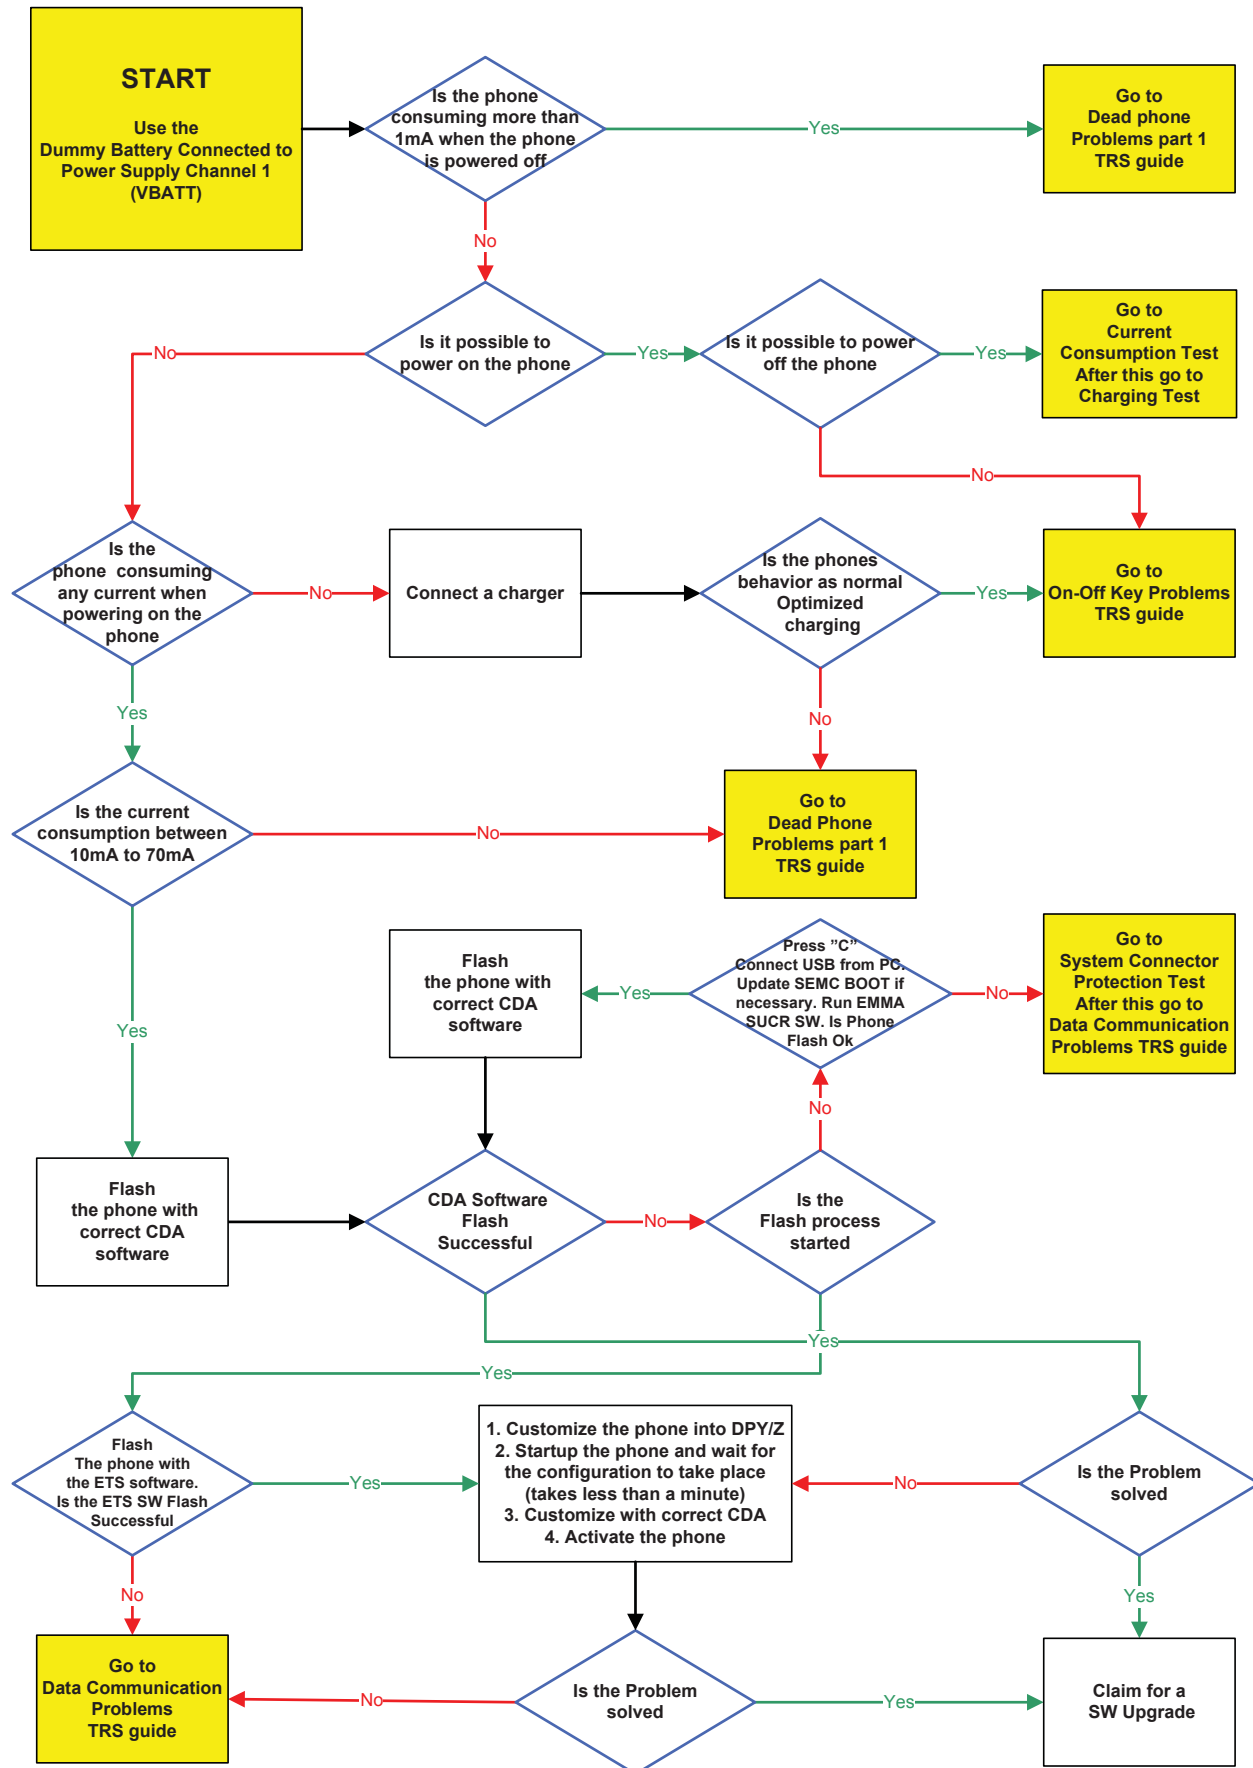 START
Use the
Dummy Battery Connected to
Power Supply Channel 1
(VBATT)
Is the phone
consuming more than
1mA when the phone
is powered off
Yes
Go to
Dead phone
Problems part 1
TRS guide
No
Is it possible to
power on the phone
No
Yes
Is it possible to power
off the phone
Yes
Go to
Current
Consumption Test
After this go to
Charging Test
No
Is the
phone consuming
any current when
powering on the
phone
No
Connect a charger
Is the phones
behavior as normal
Optimized
charging
Yes
Go to
On-Off Key Problems
TRS guide
Yes
No
Is the current
consumption between
10mA to 70mA
No
Go to
Dead Phone
Problems part 1
TRS guide
Yes
Flash
the phone with
correct CDA
software
Yes
Press ”C”
Connect USB from PC.
Update SEMC BOOT if
necessary. Run EMMA
SUCR SW. Is Phone
Flash Ok
No
Go to
System Connector
Protection Test
After this go to
Data Communication
Problems TRS guide
No
Flash
the phone with
correct CDA
software
CDA Software
Flash
Successful
No
Is the
Flash process
started
Yes
Yes
Flash
The phone with
the ETS software.
Is the ETS SW Flash
Successful
Yes
1. Customize the phone into DPY/Z
2. Startup the phone and wait for
the configuration to take place
(takes less than a minute)
3. Customize with correct CDA
4. Activate the phone
No
Is the Problem
solved
No
Yes
Go to
Data Communication
Problems
TRS guide
No
Is the Problem
solved
Yes
Claim for a
SW Upgrade